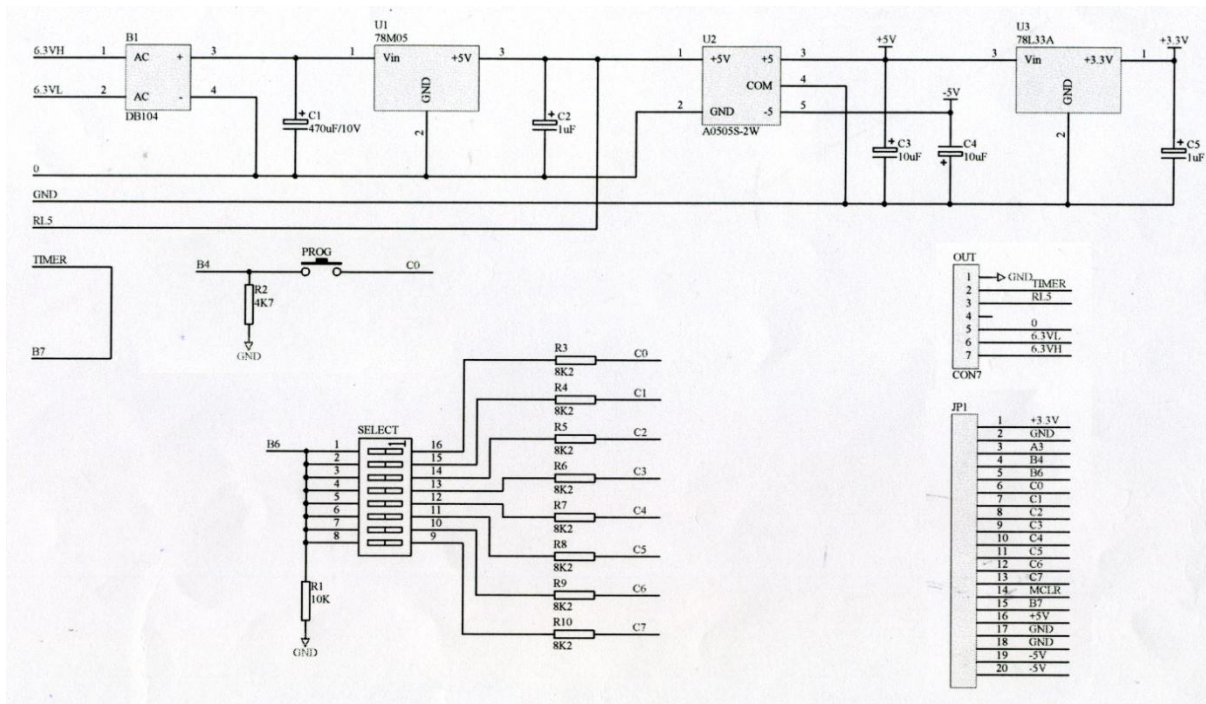 B1
U1
78M05
U2
U3
78L33A
+5V
+3.3V
6.3VH
1
AC
+
3
1
Vin
+5V
3
1
+5V
+5
3
3
Vin
+3.3V
1
GND
COM
4
GND
6.3VL
2
AC
-
4
2
GND
-5
5
-5V
DB104
A0505S-2W
C1
470uF/10V
2
C2
1uF
C3
10uF
C4
10uF
2
C5
1uF
0
GND
RL5
TIMER
B7
PROG
B4
C0
R2
4K7
GND
OUT
1
GND
2
TIMER
3
RL5
4
5
0
6
6.3VL
7
6.3VH
CON7
SELECT
B6
1
16
2
15
3
14
4
13
5
12
6
11
7
10
8
9
1
R1
10K
GND
R3
8K2
C0
R4
8K2
C1
R5
8K2
C2
R6
8K2
C3
R7
8K2
C4
R8
8K2
C5
R9
8K2
C6
R10
8K2
C7
JP1
1 +3.3V
2 GND
3 A3
4 B4
5 B6
6 C0
7 C1
8 C2
9 C3
10 C4
11 C5
12 C6
13 C7
14 MCLR
15 B7
16 +5V
17 GND
18 GND
19 -5V
20 -5V